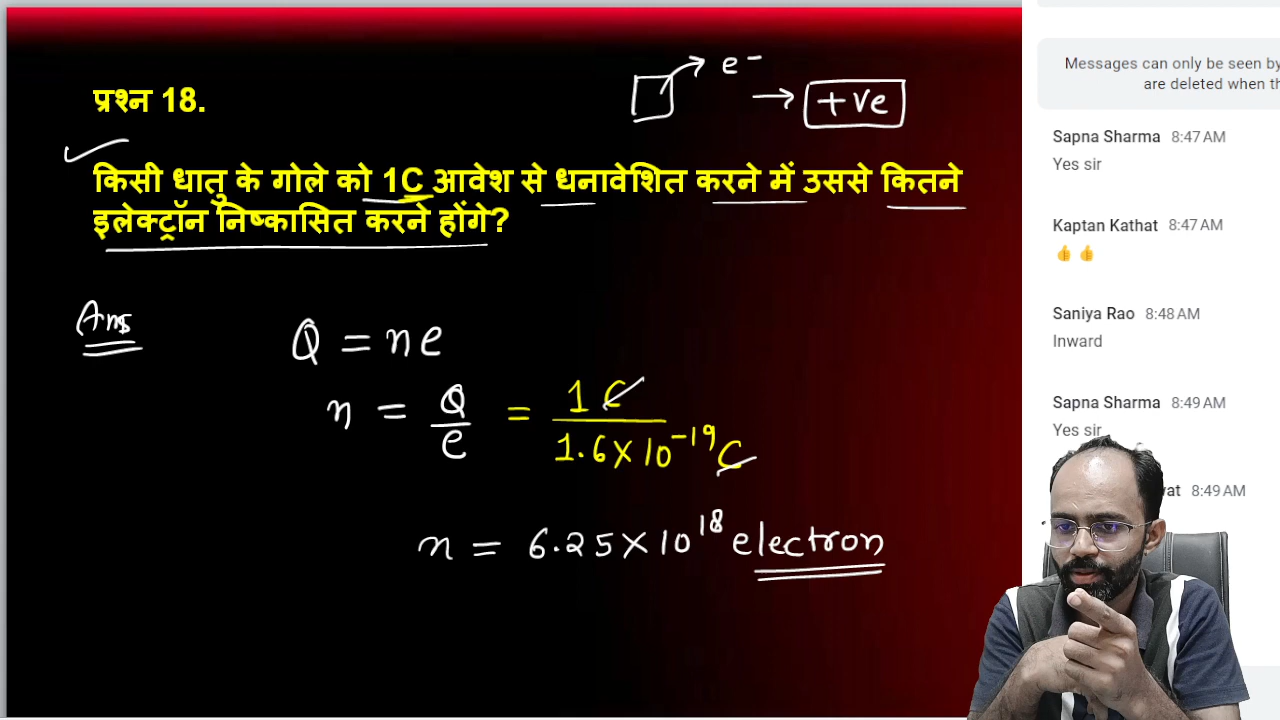 e⁻
→ +ve
प्रश्न 18.
किसी धातु के गोले को 1C आवेश से धनावेशित करने में उससे कितने
इलेक्ट्रॉन निष्कासित करने होंगे?
Ans
Q = ne
n = Q/e = 1 C / 1.6 × 10⁻¹⁹ C
n = 6.25 × 10¹⁸ electron
Messages can only be seen by
are deleted when th
Sapna Sharma 8:47 AM
Yes sir
Kaptan Kathat 8:47 AM
👍 👍
Saniya Rao 8:48 AM
Inward
Sapna Sharma 8:49 AM
Yes sir
8:49 AM